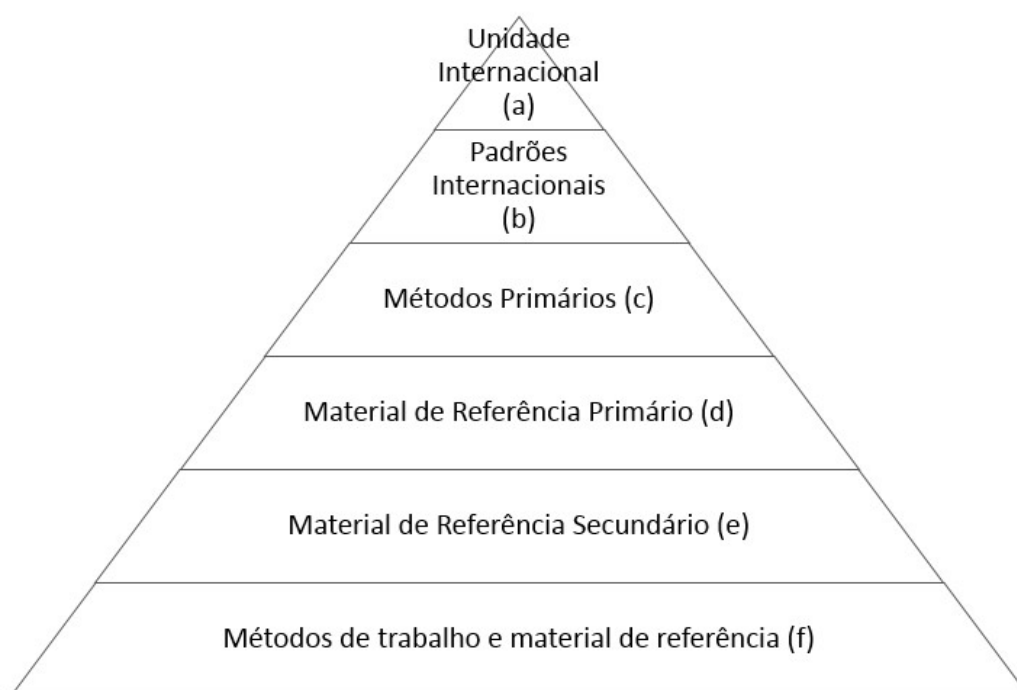 Unidade
Internacional
(a)
Padrões
Internacionais
(b)
Métodos Primários (c)
Material de Referência Primário (d)
Material de Referência Secundário (e)
Métodos de trabalho e material de referência (f)